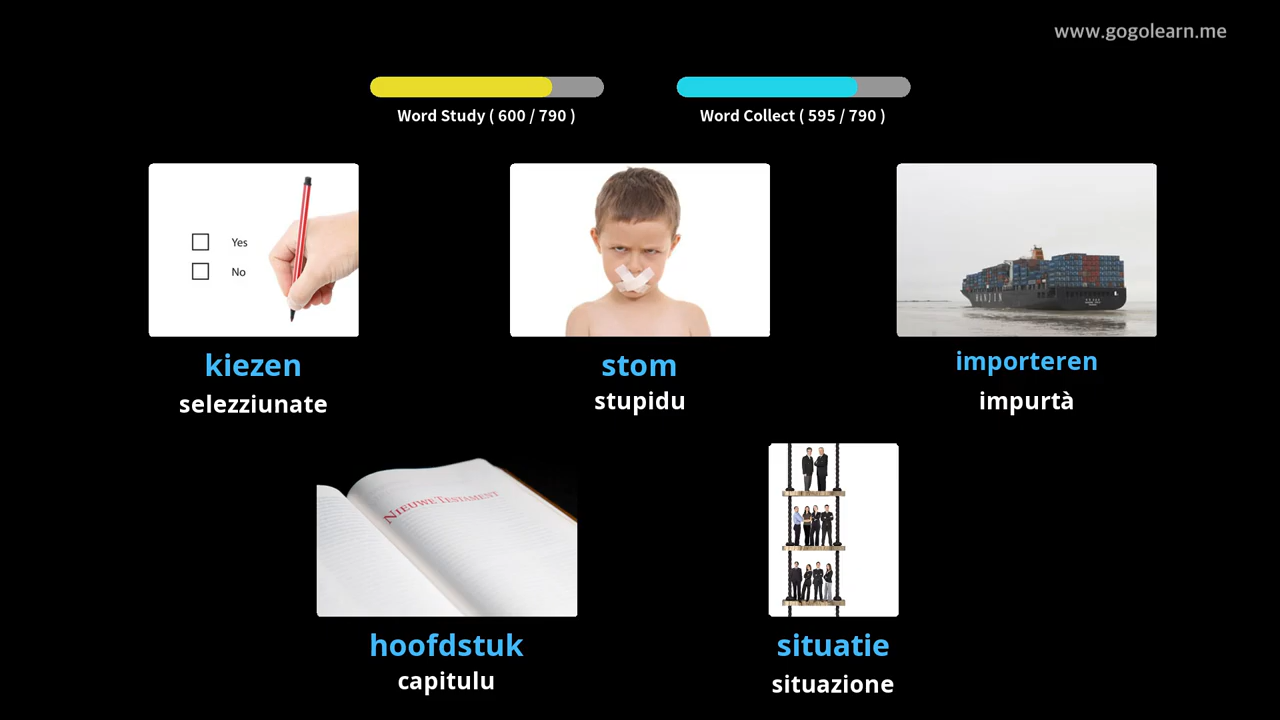 www.gogolearn.me
Word Study ( 600 / 790 )
Word Collect ( 595 / 790 )
Yes
No
HANJIN
kiezen
stom
importeren
selezziunate
stupidu
impurtà
NIEUWE TESTAMENT
hoofdstuk
situatie
capitulu
situazione